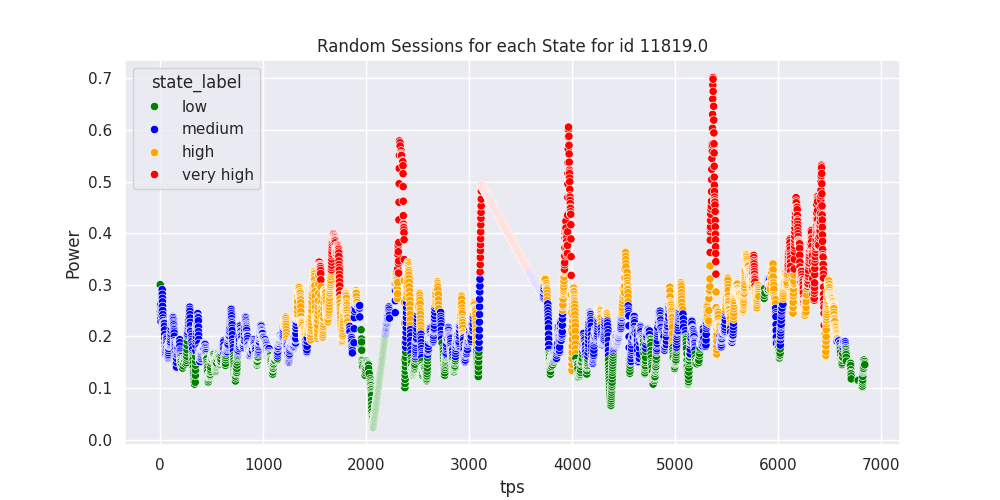 Random Sessions for each State for id 11819.0
state_label
low
medium
high
very high
Power
0.7
0.6
0.5
0.4
0.3
0.2
0.1
0.0
0 1000 2000 3000 4000 5000 6000 7000
tps